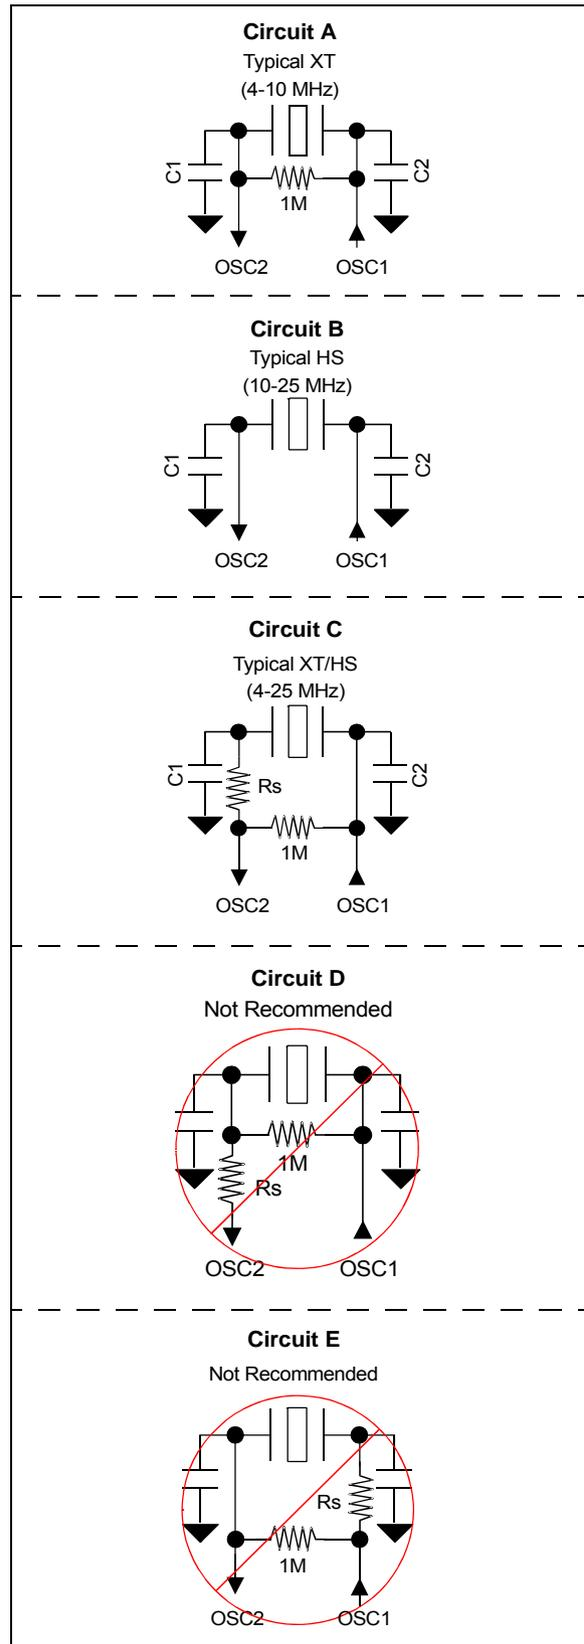 Circuit A
Typical XT
(4-10 MHz)
C1
C2
1M
OSC2 OSC1
Circuit B
Typical HS
(10-25 MHz)
C1
C2
OSC2 OSC1
Circuit C
Typical XT/HS
(4-25 MHz)
C1
Rs
C2
1M
OSC2 OSC1
Circuit D
Not Recommended
1M
Rs
OSC2 OSC1
Circuit E
Not Recommended
Rs
1M
OSC2 OSC1